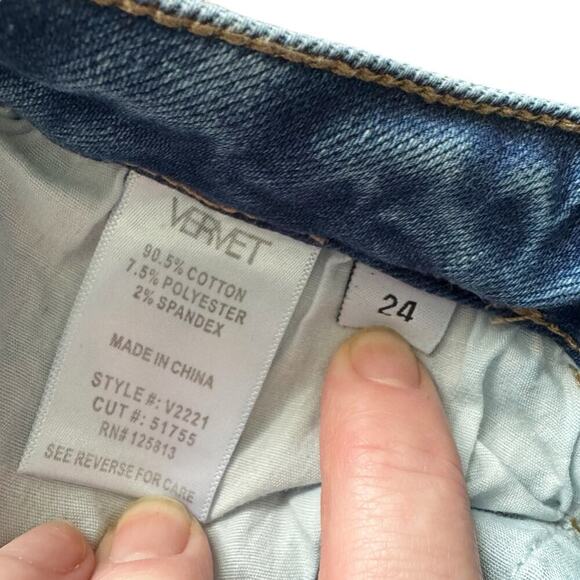 VERVET
90.5% COTTON
7.5% POLYESTER
2% SPANDEX
MADE IN CHINA
STYLE #: V2221
CUT #: 51755
RN# 125813
SEE REVERSE FOR CARE
24